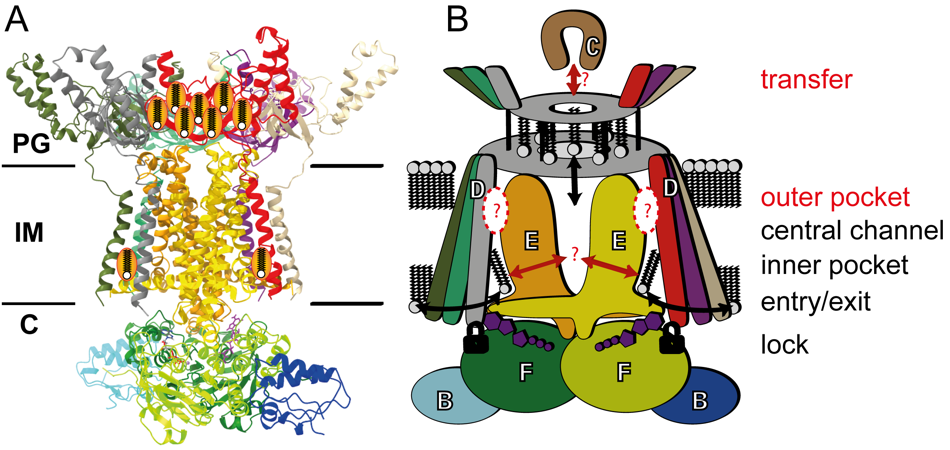 A
B
PG
IM
C
C
?
transfer
D
D
?
?
outer pocket
E
E
?
central channel
inner pocket
entry/exit
lock
F
F
B
B